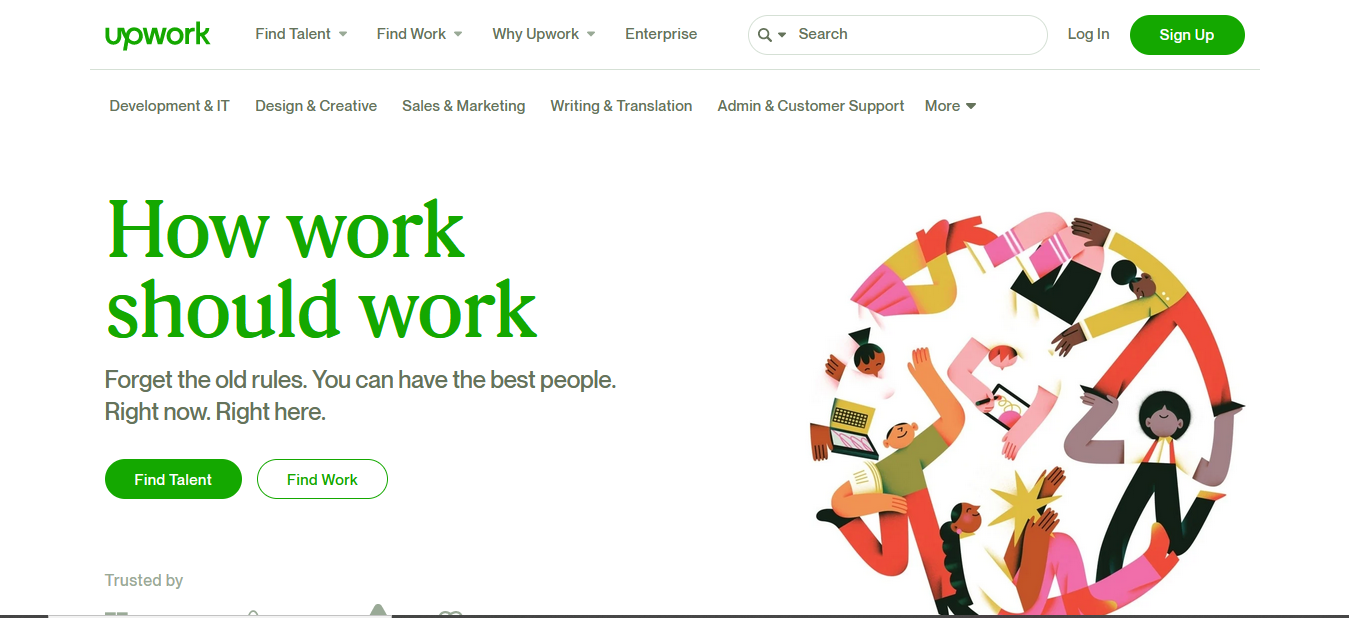 upwork Find Talent Find Work Why Upwork Enterprise Search Log In Sign Up
Development & IT Design & Creative Sales & Marketing Writing & Translation Admin & Customer Support More
How work
should work
Forget the old rules. You can have the best people.
Right now. Right here.
Find Talent Find Work
Trusted by